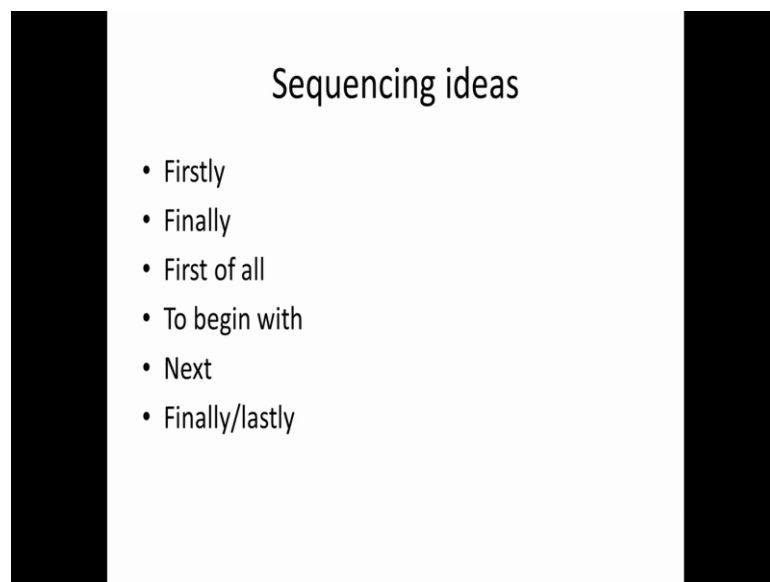 Sequencing ideas
• Firstly
• Finally
• First of all
• To begin with
• Next
• Finally/lastly